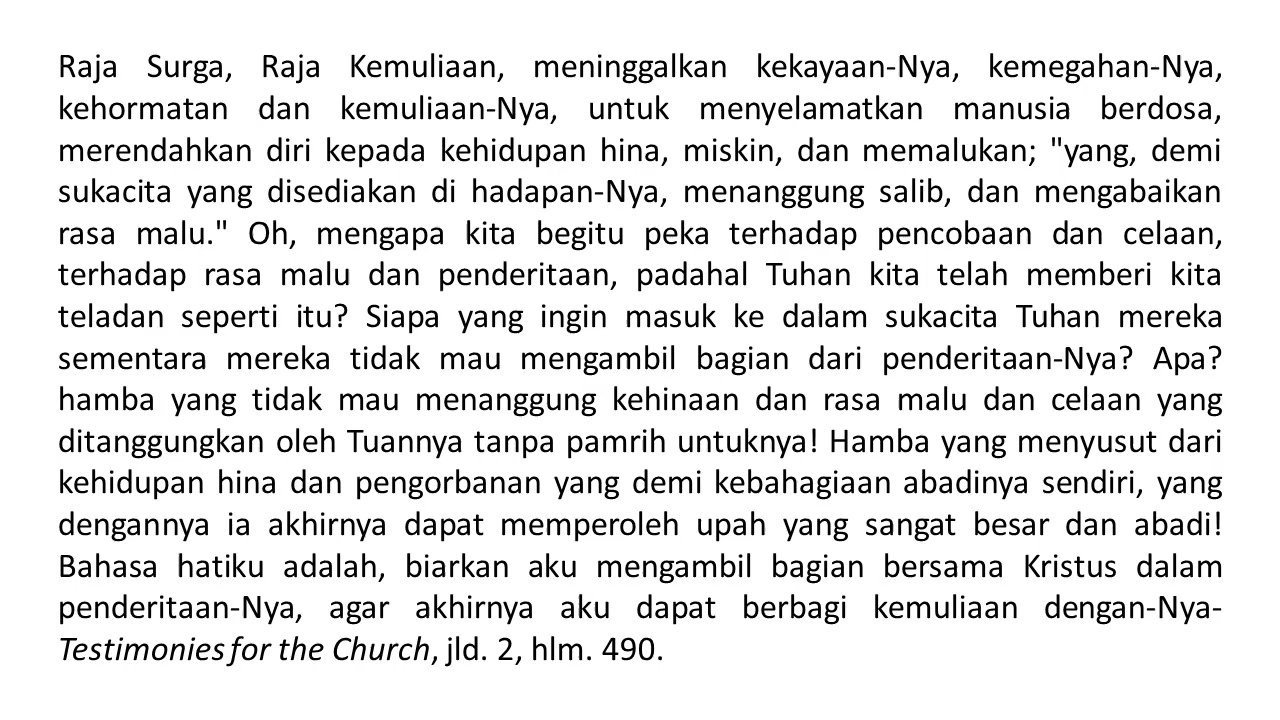 Raja Surga, Raja Kemuliaan, meninggalkan kekayaan-Nya, kemegahan-Nya,
kehormatan dan kemuliaan-Nya, untuk menyelamatkan manusia berdosa,
merendahkan diri kepada kehidupan hina, miskin, dan memalukan; "yang, demi
sukacita yang disediakan di hadapan-Nya, menanggung salib, dan mengabaikan
rasa malu." Oh, mengapa kita begitu peka terhadap pencobaan dan celaan,
terhadap rasa malu dan penderitaan, padahal Tuhan kita telah memberi kita
teladan seperti itu? Siapa yang ingin masuk ke dalam sukacita Tuhan mereka
sementara mereka tidak mau mengambil bagian dari penderitaan-Nya? Apa?
hamba yang tidak mau menanggung kehinaan dan rasa malu dan celaan yang
ditanggungkan oleh Tuannya tanpa pamrih untuknya! Hamba yang menyusut dari
kehidupan hina dan pengorbanan yang demi kebahagiaan abadinya sendiri, yang
dengannya ia akhirnya dapat memperoleh upah yang sangat besar dan abadi!
Bahasa hatiku adalah, biarkan aku mengambil bagian bersama Kristus dalam
penderitaan-Nya, agar akhirnya aku dapat berbagi kemuliaan dengan-Nya-
Testimonies for the Church, jld. 2, hlm. 490.